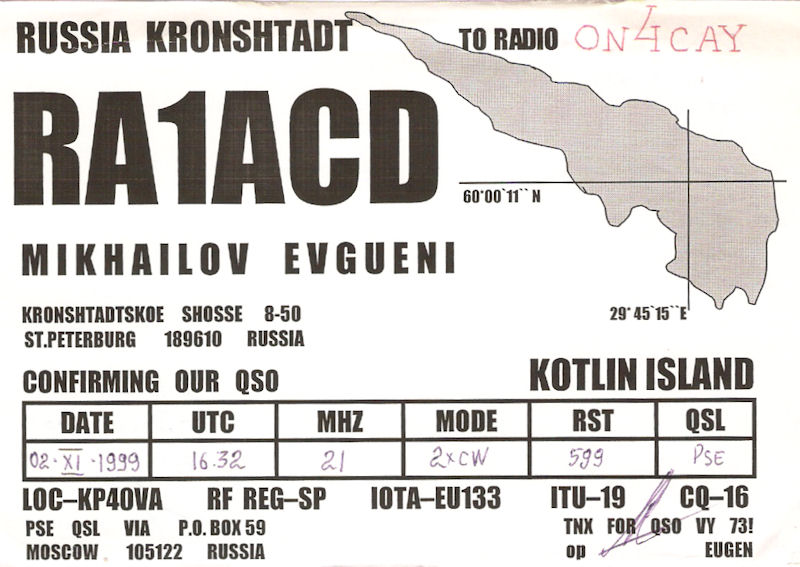 RUSSIA KRONSHTADT TO RADIO ON4CAY
RA1ACD
60°00`11`` N
MIKHAILOV EVGUENI
KRONSHTADTSKOE SHOSSE 8-50
29° 45`15``E
ST.PETERBURG 189610 RUSSIA
CONFIRMING OUR QSO KOTLIN ISLAND
DATE UTC MHZ MODE RST QSL
02-XI-1999 16.32 21 2xCW 599 PSE
LOC–KP40VA RF REG–SP IOTA–EU133 ITU–19 CQ–16
PSE QSL VIA P.O. BOX 59 TNX FOR QSO VY 73!
MOSCOW 105122 RUSSIA op EUGEN